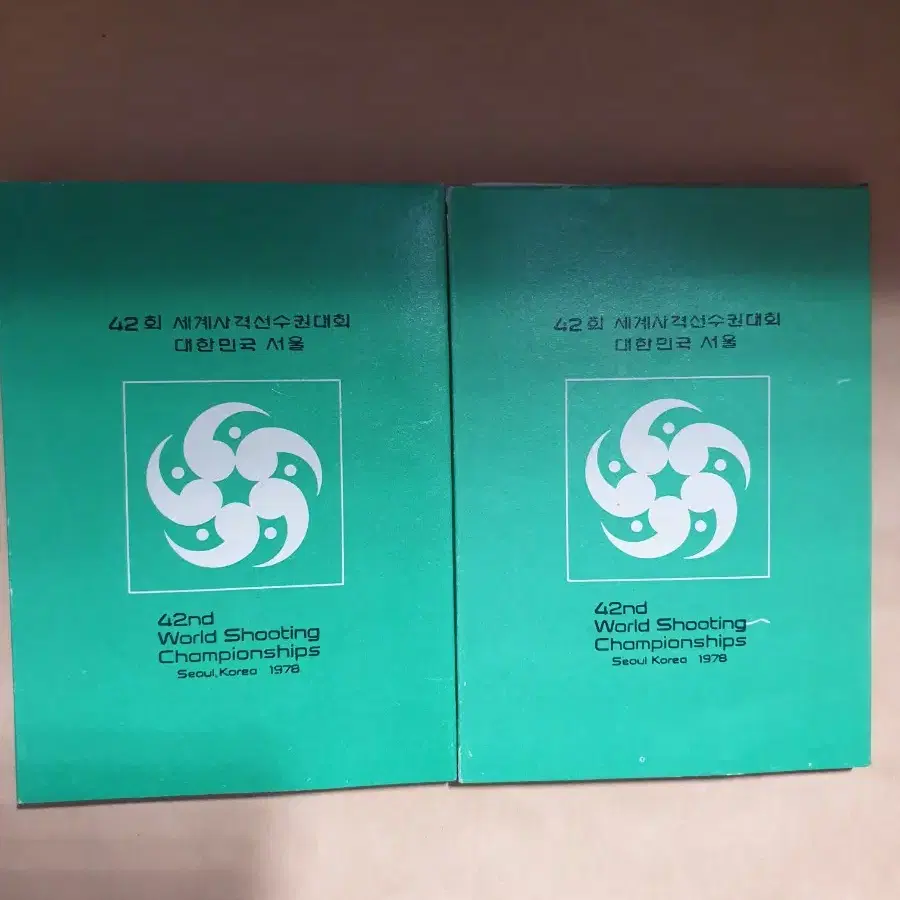 42회 세계사격선수권대회
대한민국 서울
42nd
World Shooting
Championships
Seoul, Korea 1978
42회 세계사격선수권대회
대한민국 서울
42nd
World Shooting
Championships
Seoul Korea 1978